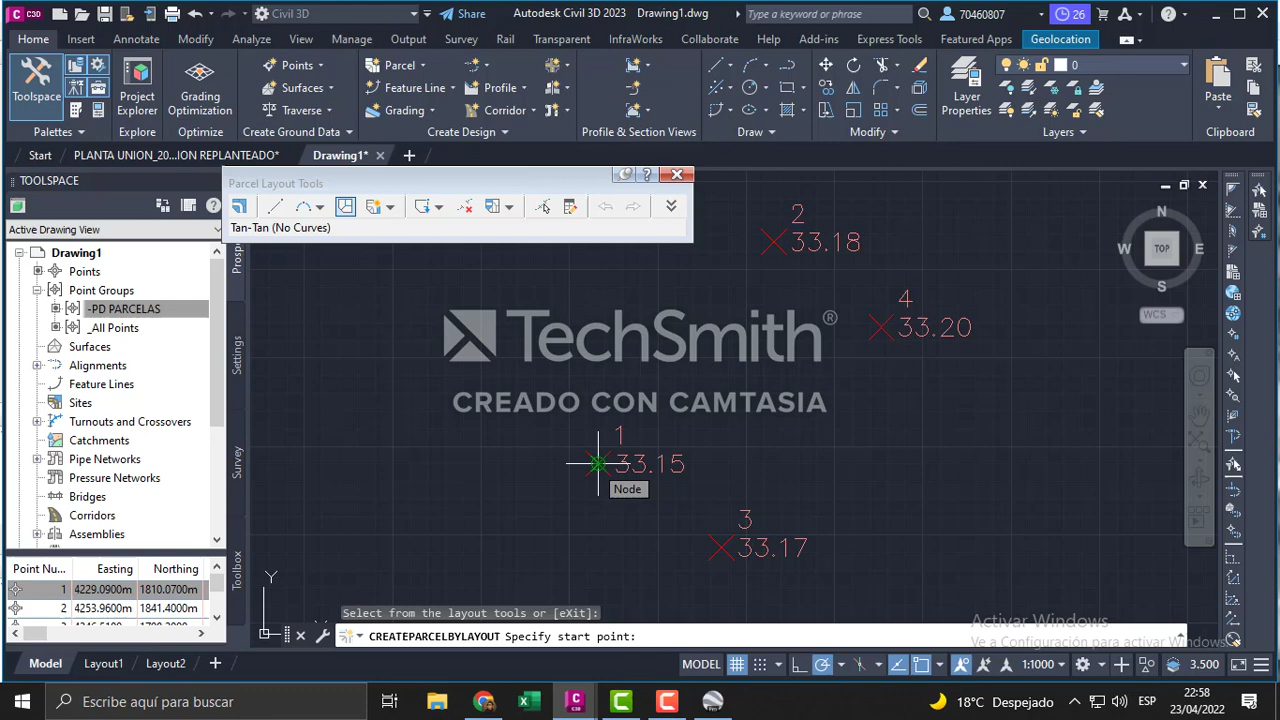 C3D
Civil 3D
Share
Autodesk Civil 3D 2023 Drawing1.dwg
Type a keyword or phrase
70460807
26
Home
Insert
Annotate
Modify
Analyze
View
Manage
Output
Survey
Rail
Transparent
InfraWorks
Collaborate
Help
Add-ins
Express Tools
Featured Apps
Geolocation
Toolspace
Project Explorer
Grading Optimization
Points
Surfaces
Traverse
Parcel
Feature Line
Grading
Profile
Corridor
Layer Properties
0
Paste
Palettes
Explore
Optimize
Create Ground Data
Create Design
Profile & Section Views
Draw
Modify
Layers
Clipboard
Start
PLANTA UNION_20...ION REPLANTEADO*
Drawing1*
TOOLSPACE
Active Drawing View
Drawing1
Points
Point Groups
-PD PARCELAS
_All Points
Surfaces
Alignments
Feature Lines
Sites
Turnouts and Crossovers
Catchments
Pipe Networks
Pressure Networks
Bridges
Corridors
Assemblies
Point Nu...
Easting
Northing
1
4229.0900m
1810.0700m
2
4253.9600m
1841.4000m
Prosp
Settings
Survey
Toolbox
Parcel Layout Tools
Tan-Tan (No Curves)
2
33.18
4
33.20
1
33.15
Node
3
33.17
TechSmith®
CREADO CON CAMTASIA
N
W
TOP
E
S
WCS
Y
Select from the layout tools or [eXit]:
CREATEPARCELBYLAYOUT Specify start point:
Activar Windows
Ve a Configuración para activar Windows
Model
Layout1
Layout2
MODEL
1:1000
3.500
Escribe aquí para buscar
18°C Despejado
ESP
22:58
23/04/2022